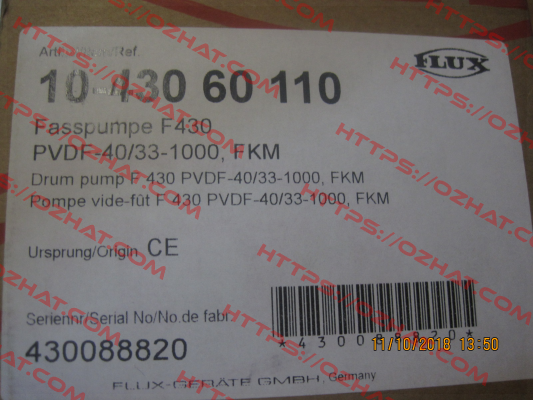 FLUX
10-430 60 110
Fasspumpe F430
PVDF-40/33-1000, FKM
Drum pump F 430 PVDF-40/33-1000, FKM
Pompe vide-fût F 430 PVDF-40/33-1000, FKM
Ursprung/Origin CE
Seriennr/Serial No/No.de fabr.
430088820
*430088820*
11/10/2018 13:50
FLUX-GERÄTE GMBH, Germany
HTTPS://OZHAT.COM